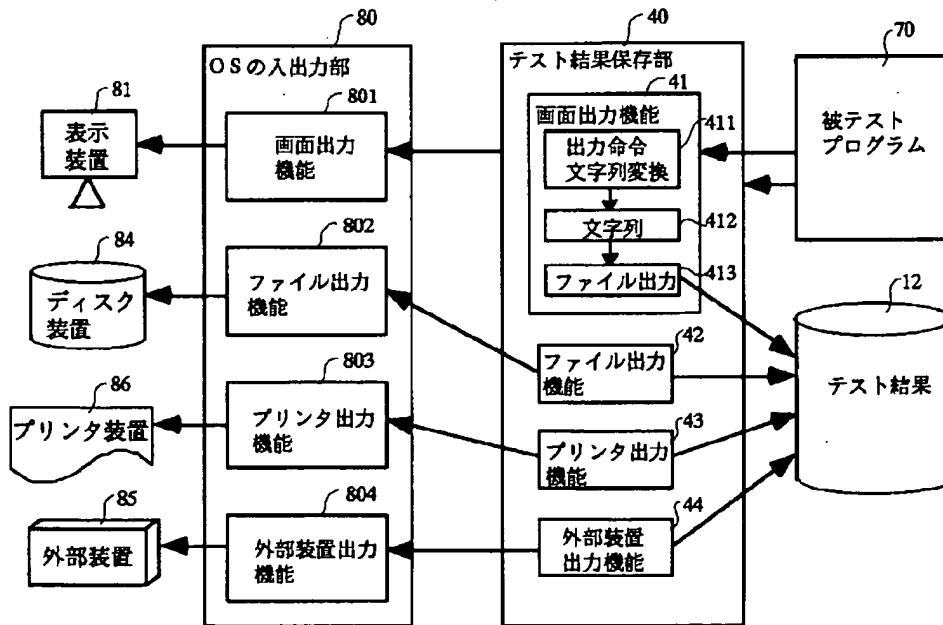 80
OSの入出力部
81
表示
装置
801
画面出力
機能
84
ディスク
装置
802
ファイル出力
機能
86
プリンタ装置
803
プリンタ出力
機能
85
外部装置
804
外部装置出力
機能
40
テスト結果保存部
41
画面出力機能
411
出力命令
文字列変換
412
文字列
413
ファイル出力
42
ファイル出力
機能
43
プリンタ出力
機能
44
外部装置
出力機能
70
被テスト
プログラム
12
テスト結果